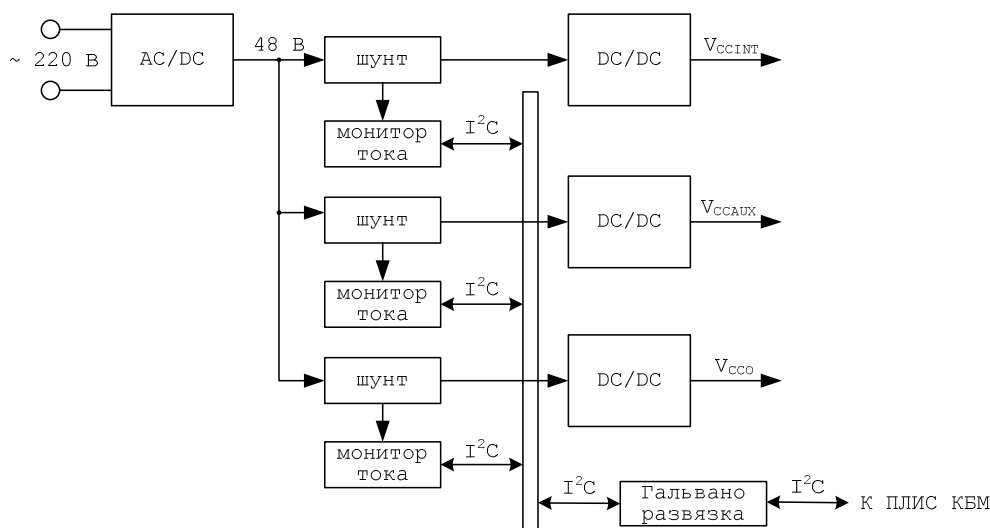 ~ 220 В
AC/DC
48 В
шунт
DC/DC
V_CCINT
монитор
тока
I²C
шунт
DC/DC
V_CCAUX
монитор
тока
I²C
шунт
DC/DC
V_CCO
монитор
тока
I²C
I²C
Гальвано
развязка
I²C
К ПЛИС КБМ